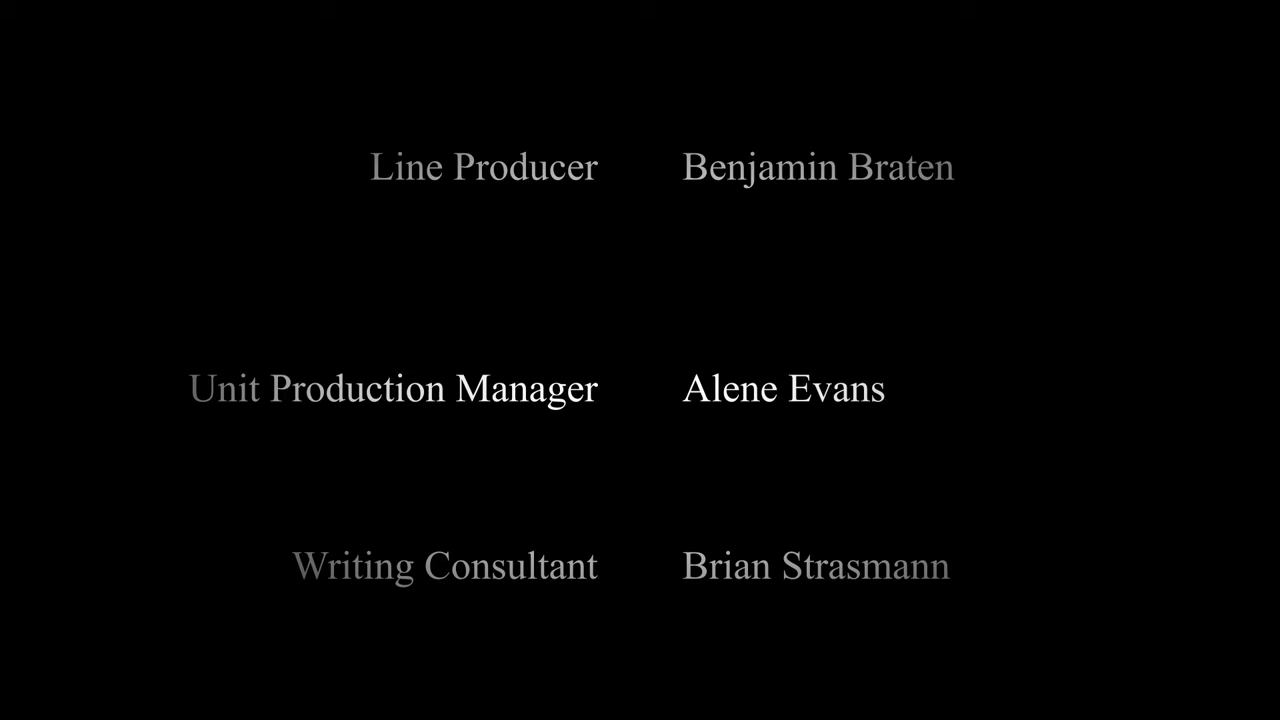 Line Producer Benjamin Braten
Unit Production Manager Alene Evans
Writing Consultant Brian Strasmann